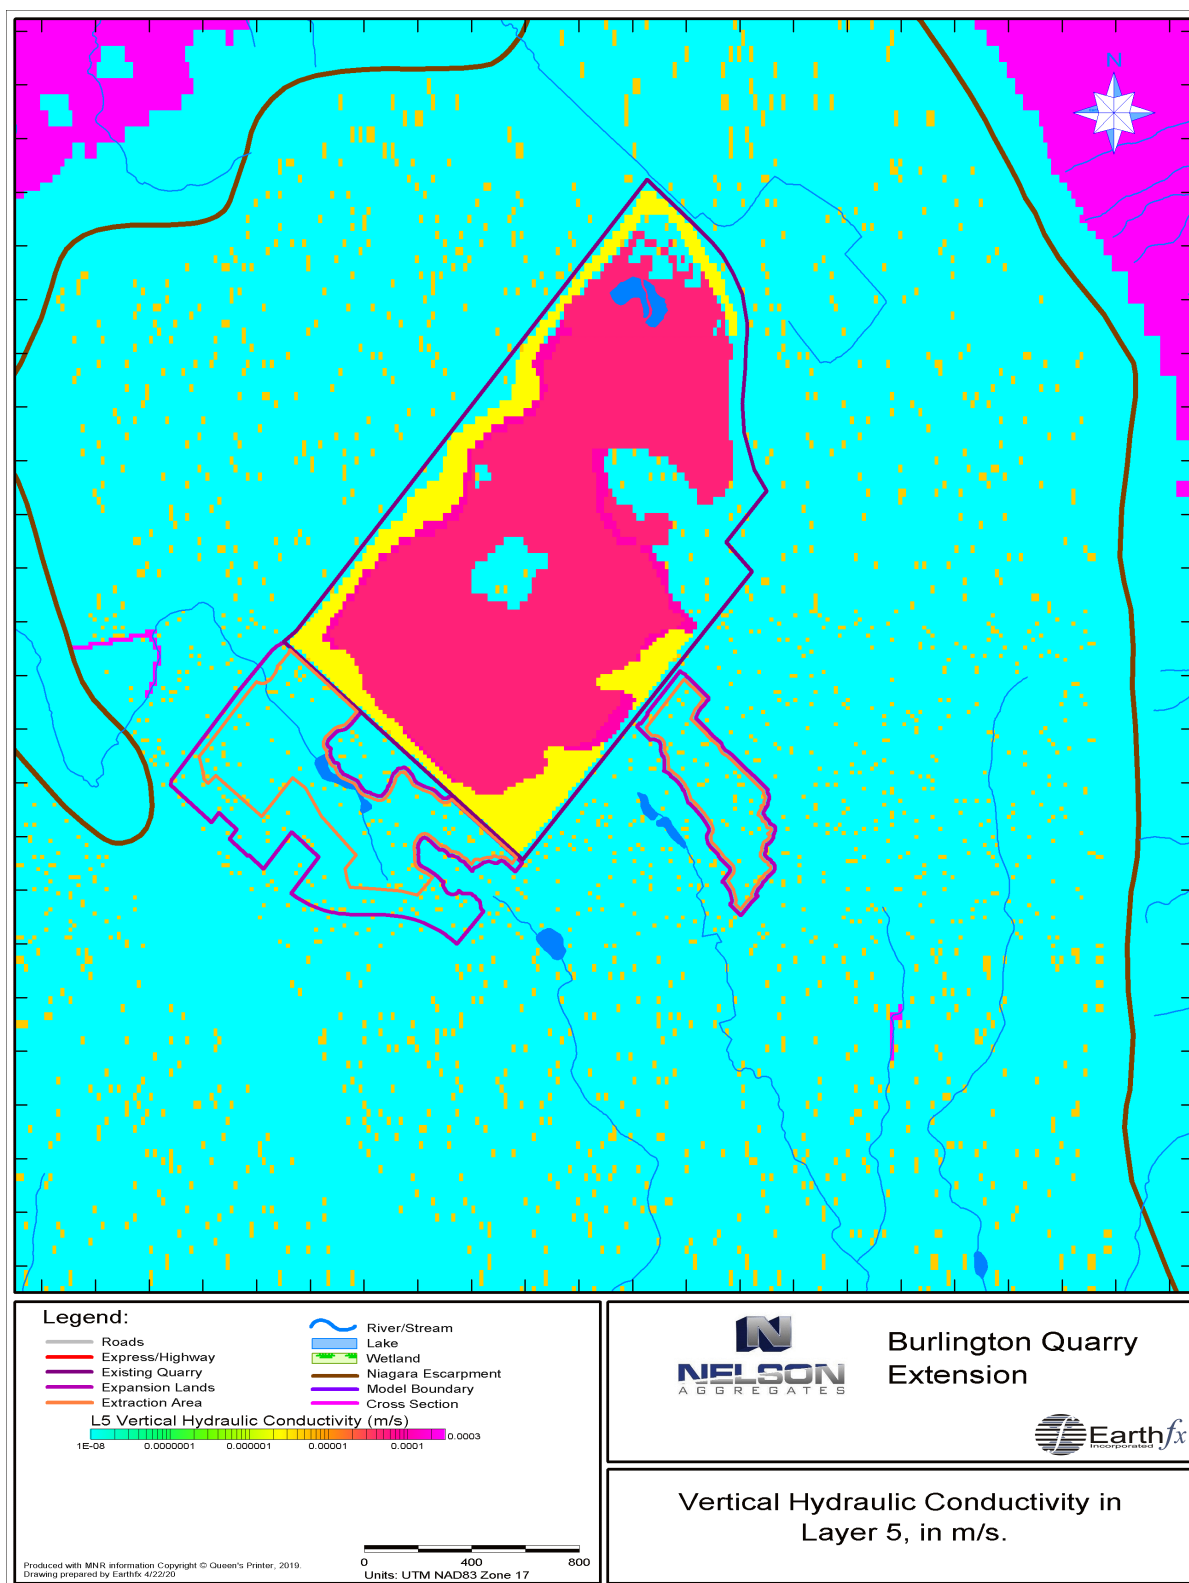 N
Legend:
Roads
Express/Highway
Existing Quarry
Expansion Lands
Extraction Area
River/Stream
Lake
Wetland
Niagara Escarpment
Model Boundary
Cross Section
L5 Vertical Hydraulic Conductivity (m/s)
1E-08 0.0000001 0.000001 0.00001 0.0001 0.0003
Produced with MNR information Copyright © Queen's Printer, 2019.
Drawing prepared by Earthfx 4/22/20
0 400 800
Units: UTM NAD83 Zone 17
N
NELSON
AGGREGATES
Burlington Quarry
Extension
Earthfx
Incorporated
Vertical Hydraulic Conductivity in
Layer 5, in m/s.